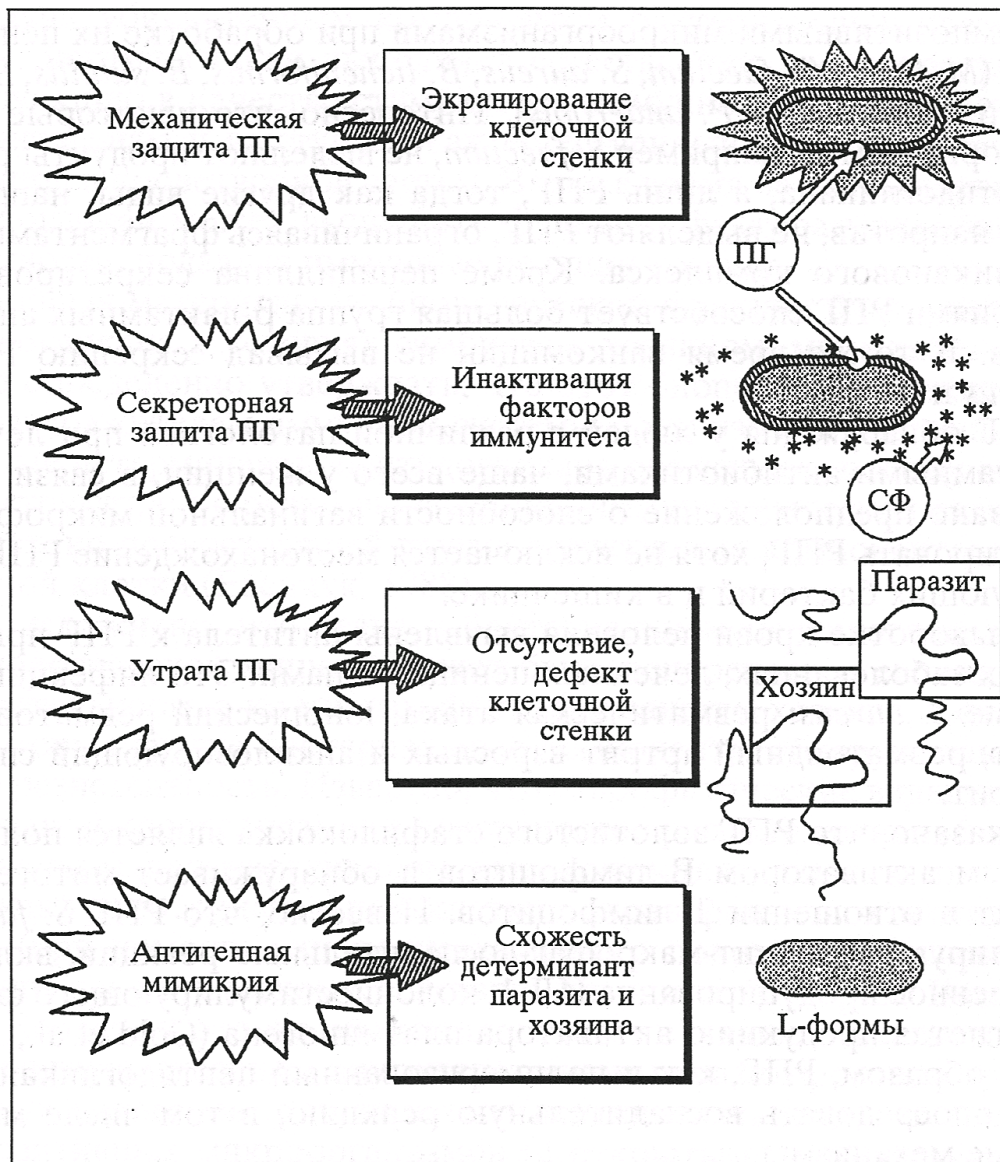 Механическая
защита ПГ
Экранирование
клеточной
стенки
ПГ
Секреторная
защита ПГ
Инактивация
факторов
иммунитета
СФ
Утрата ПГ
Отсутствие,
дефект
клеточной
стенки
Паразит
Хозяин
Антигенная
мимикрия
Схожесть
детерминант
паразита и
хозяина
L-формы